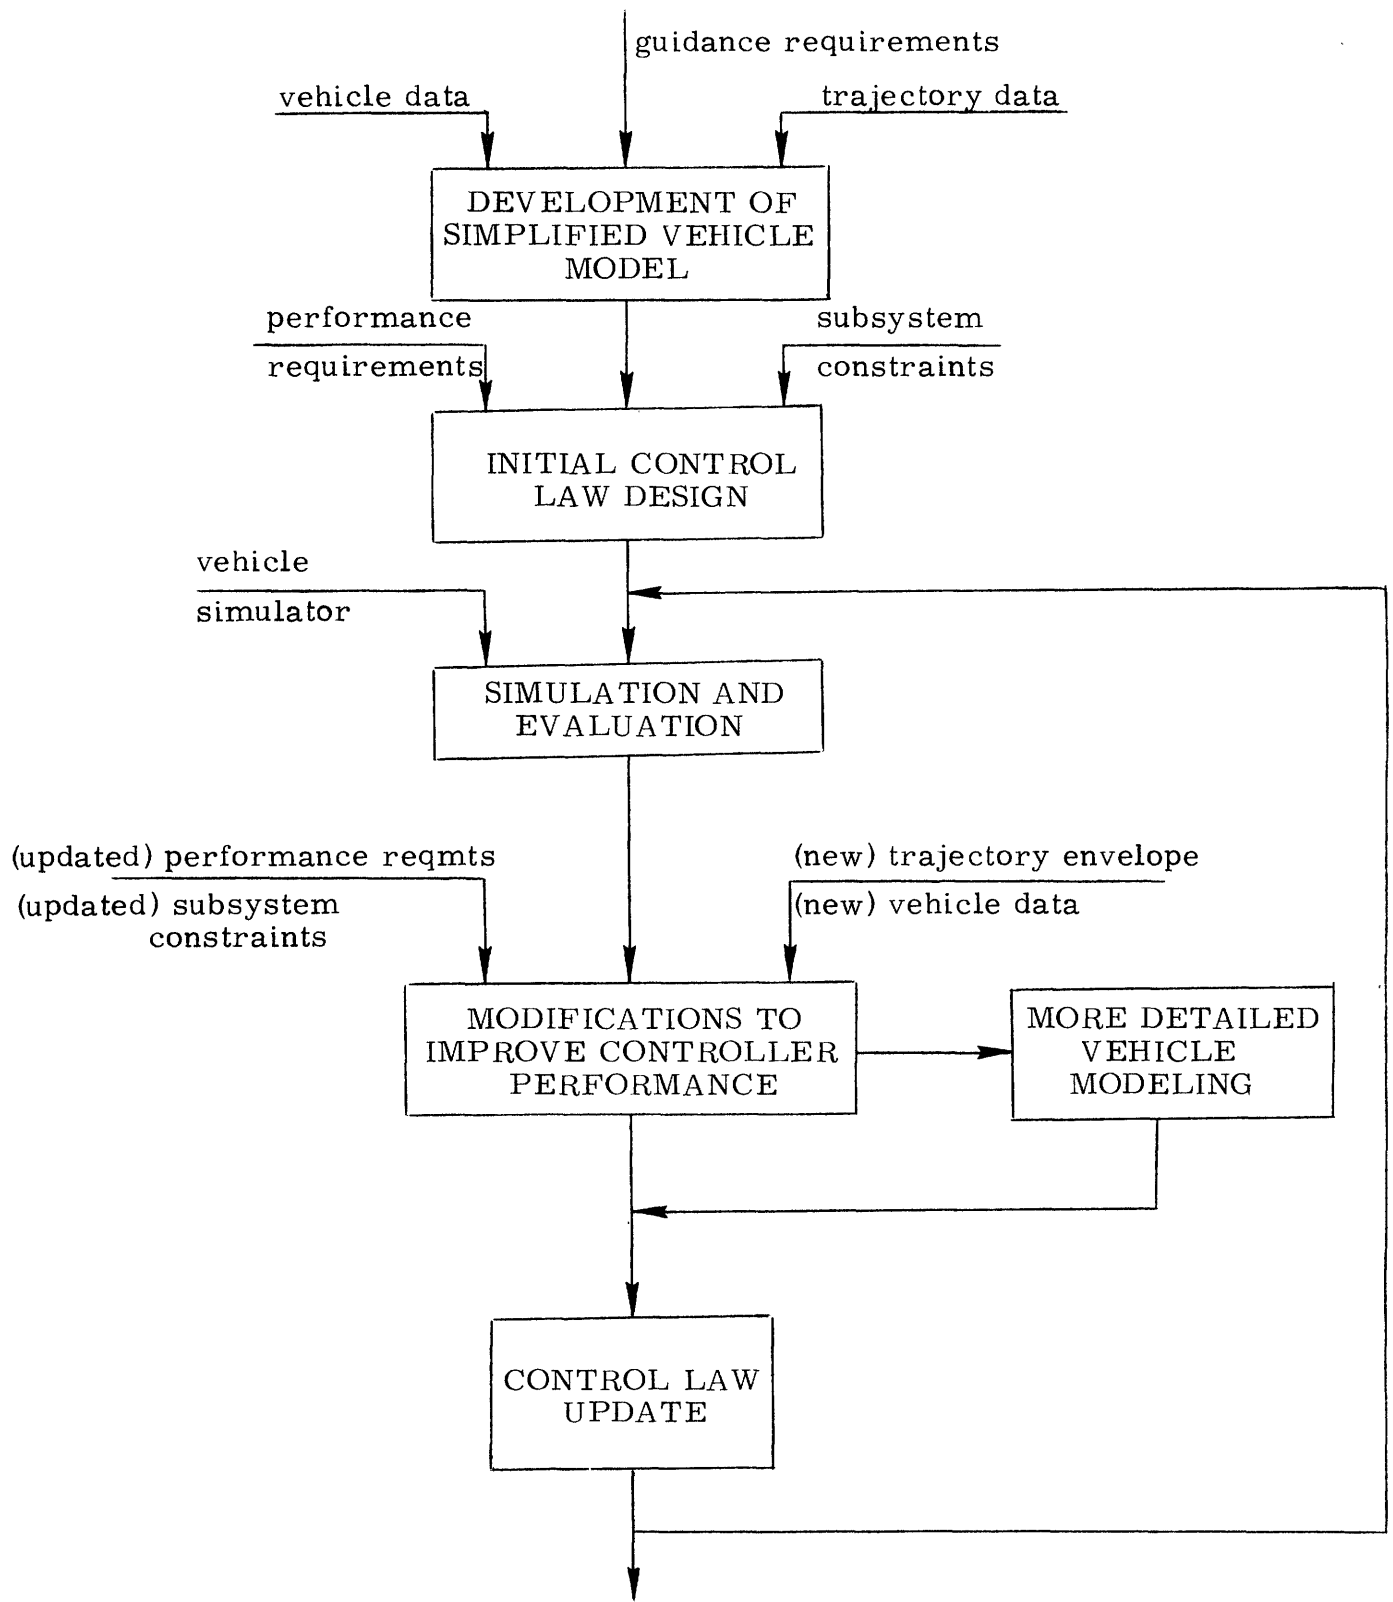 guidance requirements
vehicle data
trajectory data
DEVELOPMENT OF
SIMPLIFIED VEHICLE
MODEL
performance
requirements
subsystem
constraints
INITIAL CONTROL
LAW DESIGN
vehicle
simulator
SIMULATION AND
EVALUATION
(updated) performance reqmts
(updated) subsystem
constraints
(new) trajectory envelope
(new) vehicle data
MODIFICATIONS TO
IMPROVE CONTROLLER
PERFORMANCE
MORE DETAILED
VEHICLE
MODELING
CONTROL LAW
UPDATE